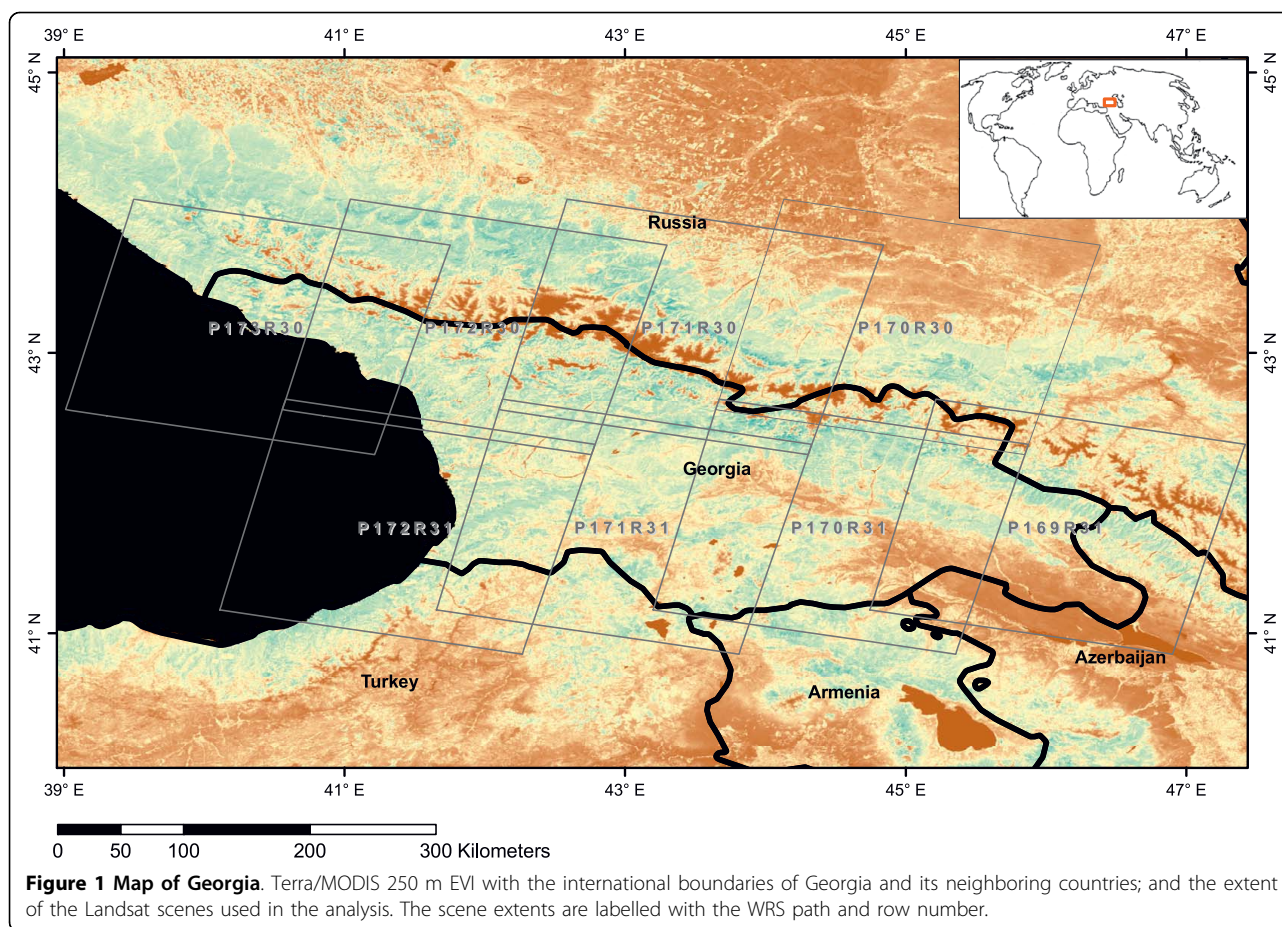 39° E 41° E 43° E 45° E 47° E
45° N 45° N
Russia
P173R30 P172R30 P171R30 P170R30
43° N 43° N
Georgia
P172R31 P171R31 P170R31 P169R31
41° N 41° N
Azerbaijan
Turkey Armenia
39° E 41° E 43° E 45° E 47° E
0 50 100 200 300 Kilometers
Figure 1 Map of Georgia. Terra/MODIS 250 m EVI with the international boundaries of Georgia and its neighboring countries; and the extent
of the Landsat scenes used in the analysis. The scene extents are labelled with the WRS path and row number.